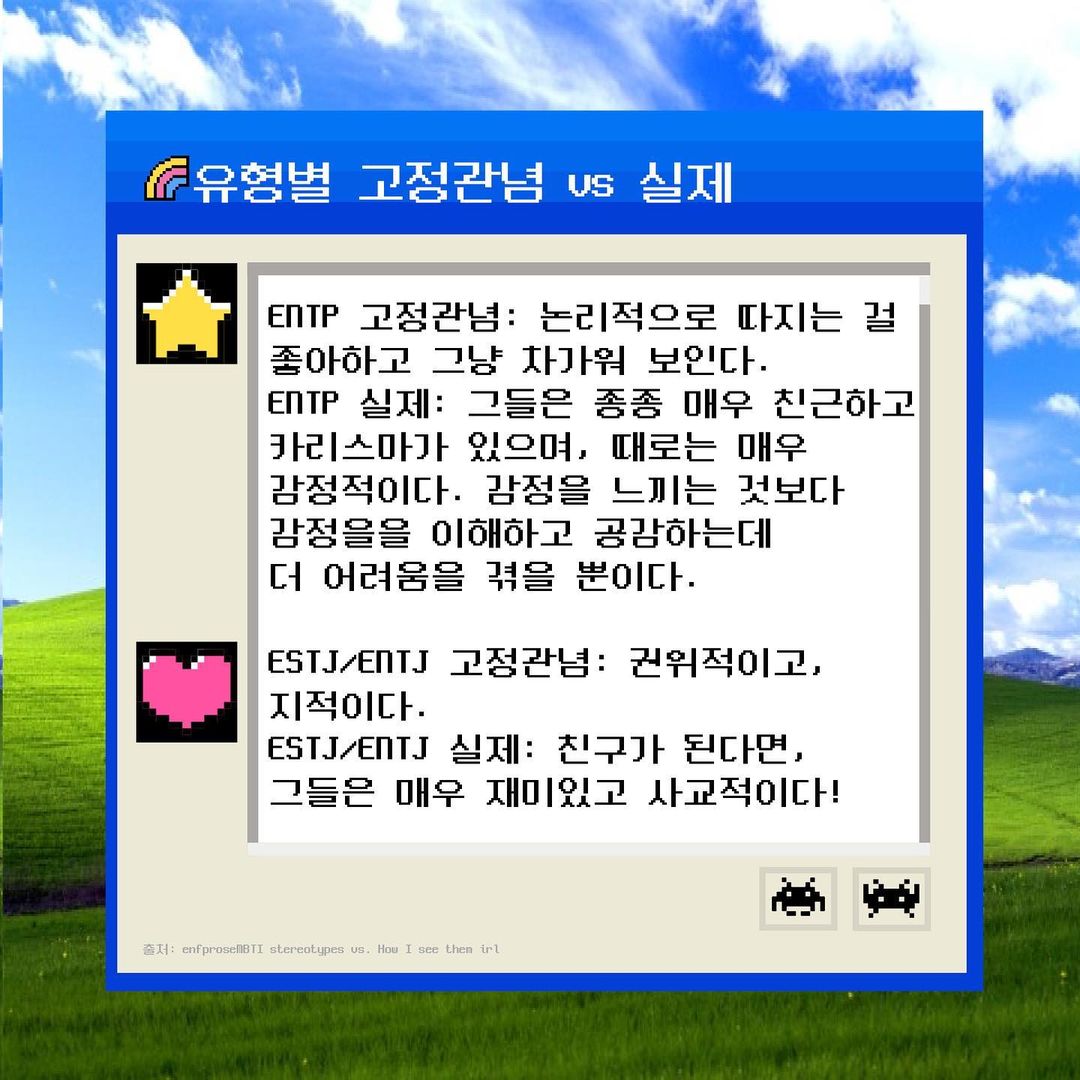 유형별 고정관념 vs 실제
ENTP 고정관념: 논리적으로 따지는 걸
좋아하고 그냥 차가워 보인다.
ENTP 실제: 그들은 종종 매우 친근하고
카리스마가 있으며, 때로는 매우
감정적이다. 감정을 느끼는 것보다
감정을을 이해하고 공감하는데
더 어려움을 겪을 뿐이다.
ESTJ/ENTJ 고정관념: 권위적이고,
지적이다.
ESTJ/ENTJ 실제: 친구가 된다면,
그들은 매우 재미있고 사교적이다!
출처: enfproseMBTI stereotypes vs. How I see them irl